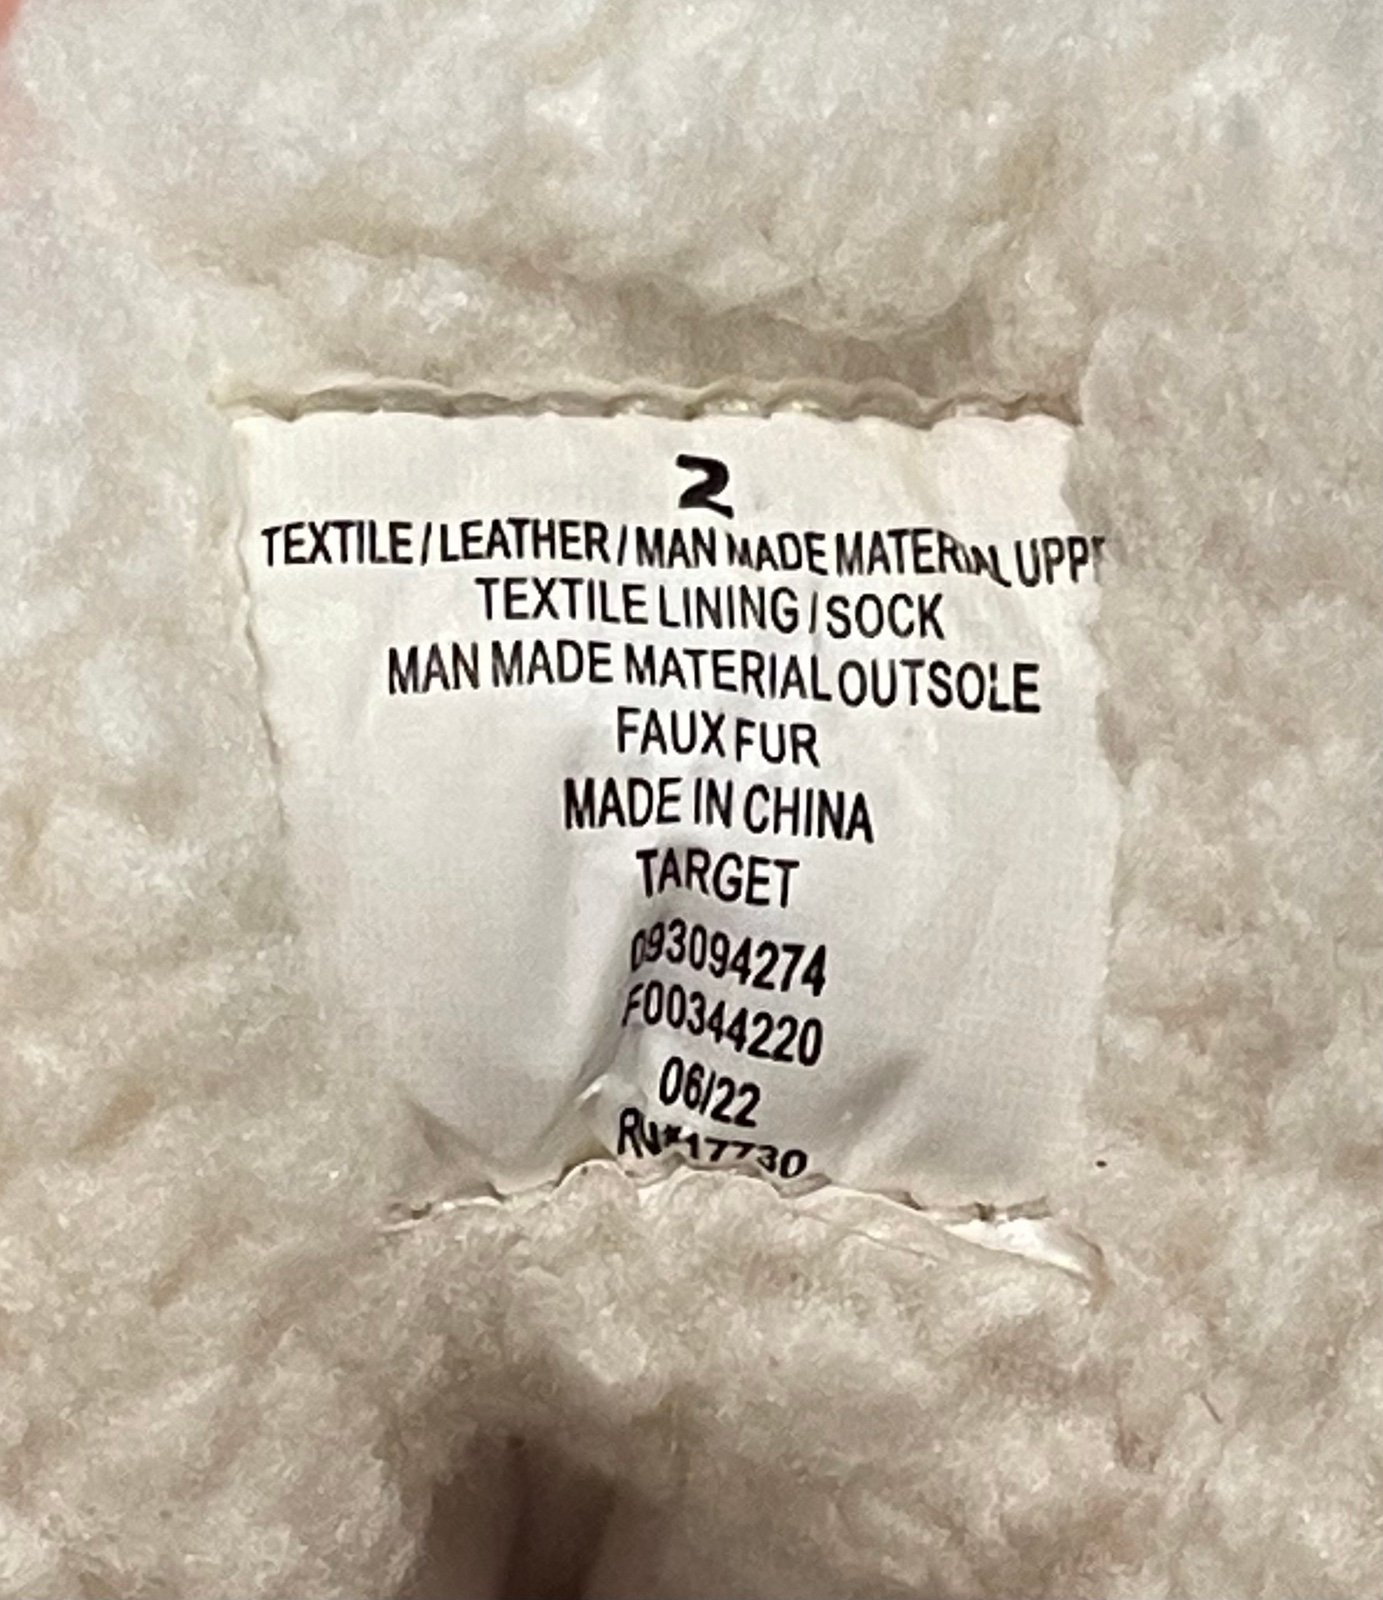 2
TEXTILE/LEATHER/MAN MADE MATERIAL
TEXTILE LINING/SOCK
MAN MADE MATERIAL OUTSOLE
FAUX FUR
MADE IN CHINA
TARGET
093094274
F00344220
06/22
17730